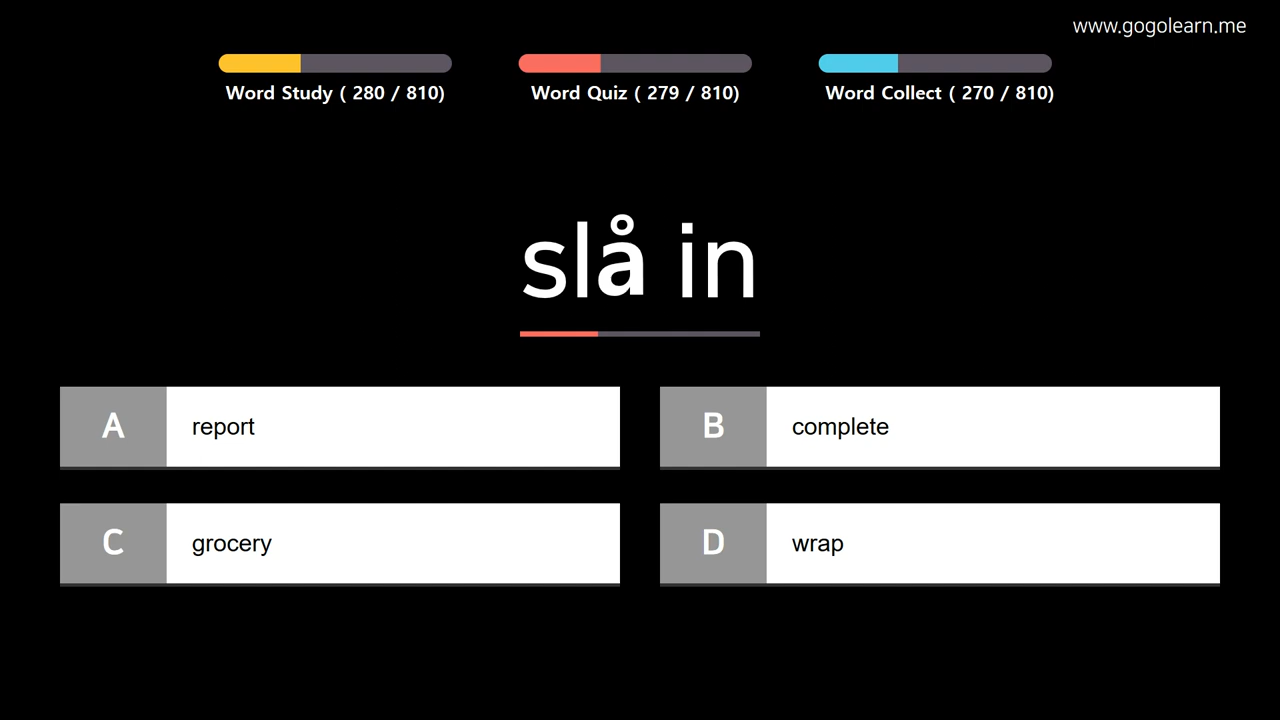 www.gogolearn.me
Word Study ( 280 / 810)
Word Quiz ( 279 / 810)
Word Collect ( 270 / 810)
slå in
A report
B complete
C grocery
D wrap